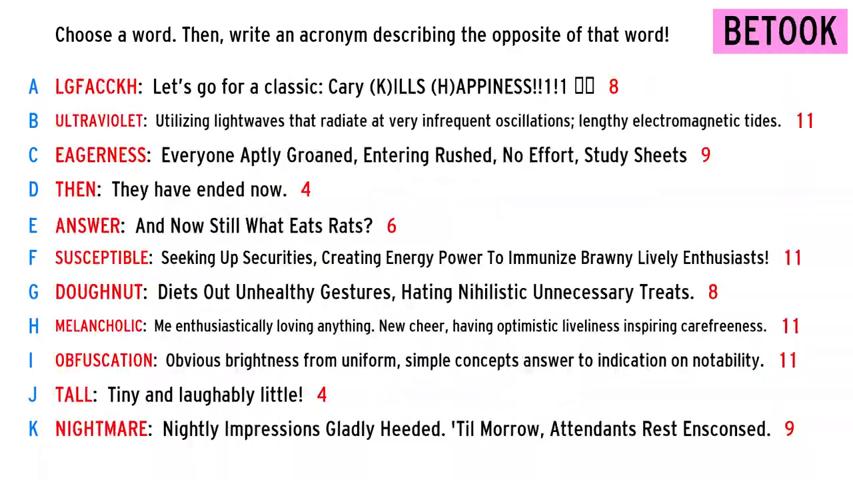 Choose a word. Then, write an acronym describing the opposite of that word!
BETOOK
A LGFACCKH: Let's go for a classic: Cary (K)ILLS (H)APPINESS!!1!1 8
B ULTRAVIOLET: Utilizing lightwaves that radiate at very infrequent oscillations; lengthy electromagnetic tides. 11
C EAGERNESS: Everyone Aptly Groaned, Entering Rushed, No Effort, Study Sheets 9
D THEN: They have ended now. 4
E ANSWER: And Now Still What Eats Rats? 6
F SUSCEPTIBLE: Seeking Up Securities, Creating Energy Power To Immunize Brawny Lively Enthusiasts! 11
G DOUGHNUT: Diets Out Unhealthy Gestures, Hating Nihilistic Unnecessary Treats. 8
H MELANCHOLIC: Me enthusiastically loving anything. New cheer, having optimistic liveliness inspiring carefreeness. 11
I OBFUSCATION: Obvious brightness from uniform, simple concepts answer to indication on notability. 11
J TALL: Tiny and laughably little! 4
K NIGHTMARE: Nightly Impressions Gladly Heeded. 'Til Morrow, Attendants Rest Ensconsed. 9